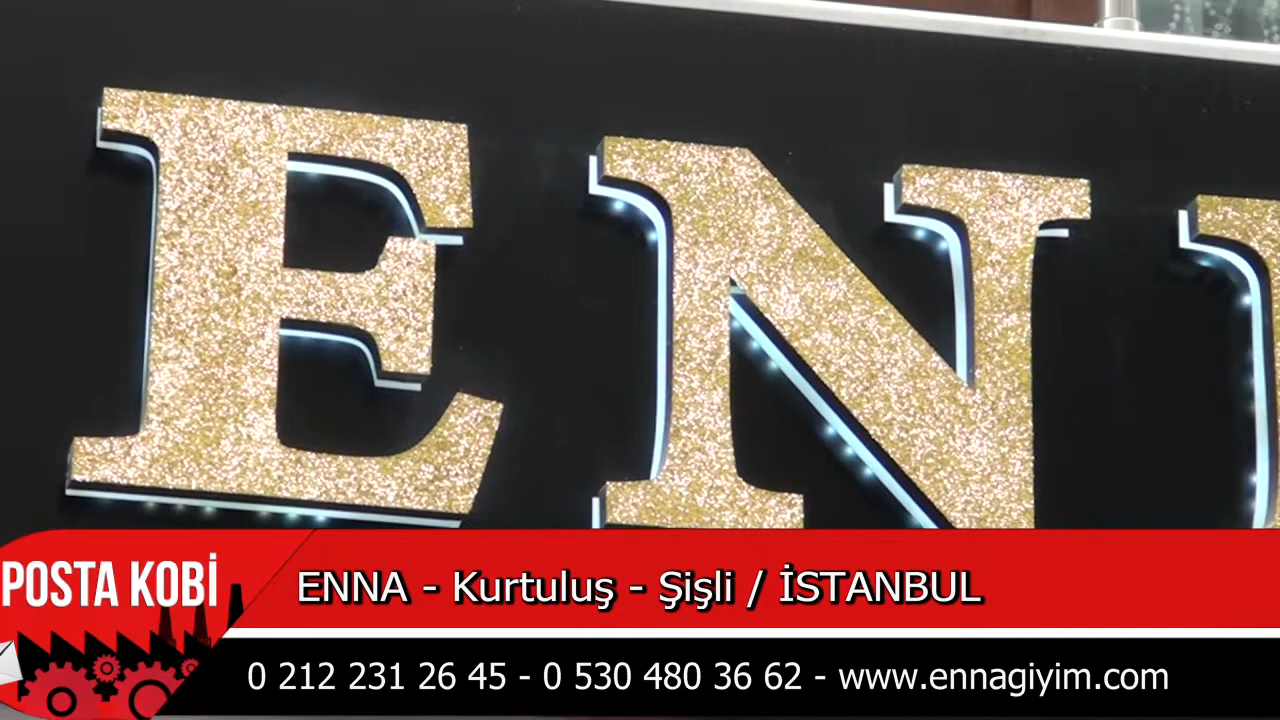 EN
POSTA KOBİ
ENNA - Kurtuluş - Şişli / İSTANBUL
0 212 231 26 45 - 0 530 480 36 62 - www.ennagiyim.com